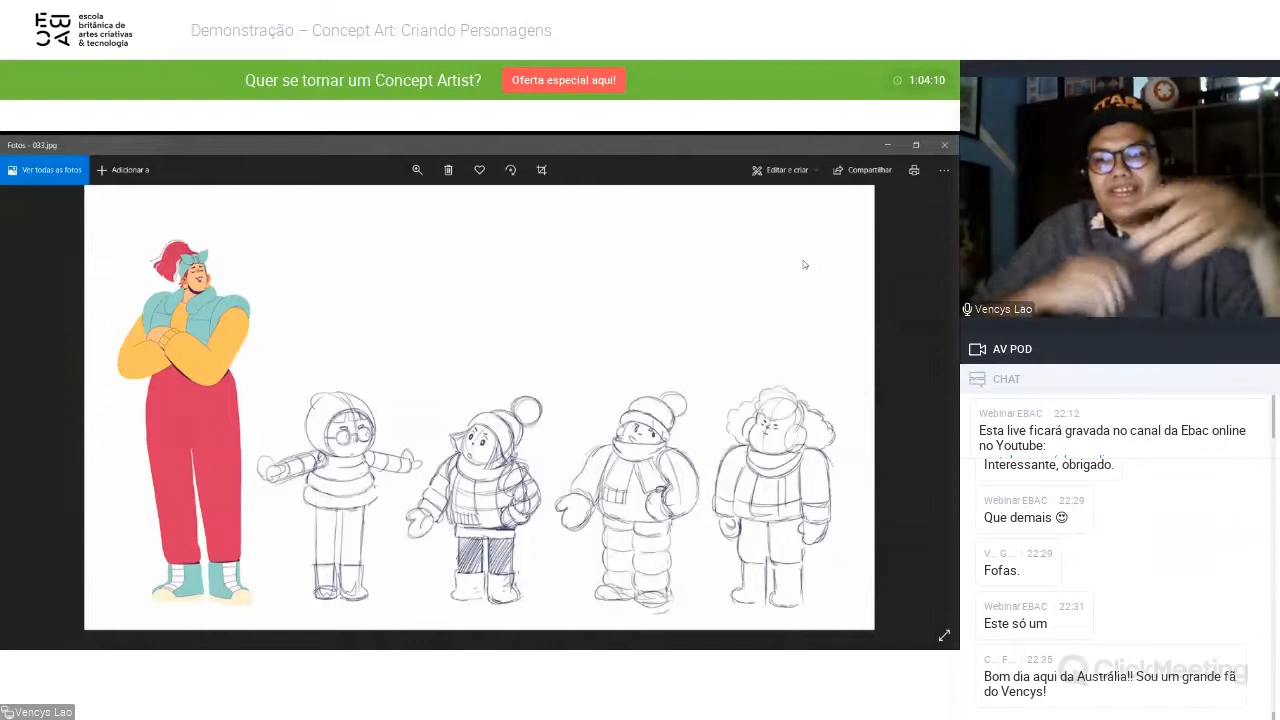 EBAC
escola
britânica de
artes criativas
& tecnologia
Demonstração – Concept Art: Criando Personagens
Quer se tornar um Concept Artist?
Oferta especial aqui!
1:04:10
Fotos - 033.jpg
Ver todas as fotos
Adicionar a
Editar e criar
Compartilhar
Vencys Lao
AV POD
CHAT
Webinar EBAC 22:12
Esta live ficará gravada no canal da Ebac online
no Youtube:
Interessante, obrigado.
Webinar EBAC 22:29
Que demais 😍
V... G... 22:29
Fofas.
Webinar EBAC 22:31
Este só um
C... F... 22:35
Bom dia aqui da Austrália!! Sou um grande fã
do Vencys!
ClickMeeting
Vencys Lao